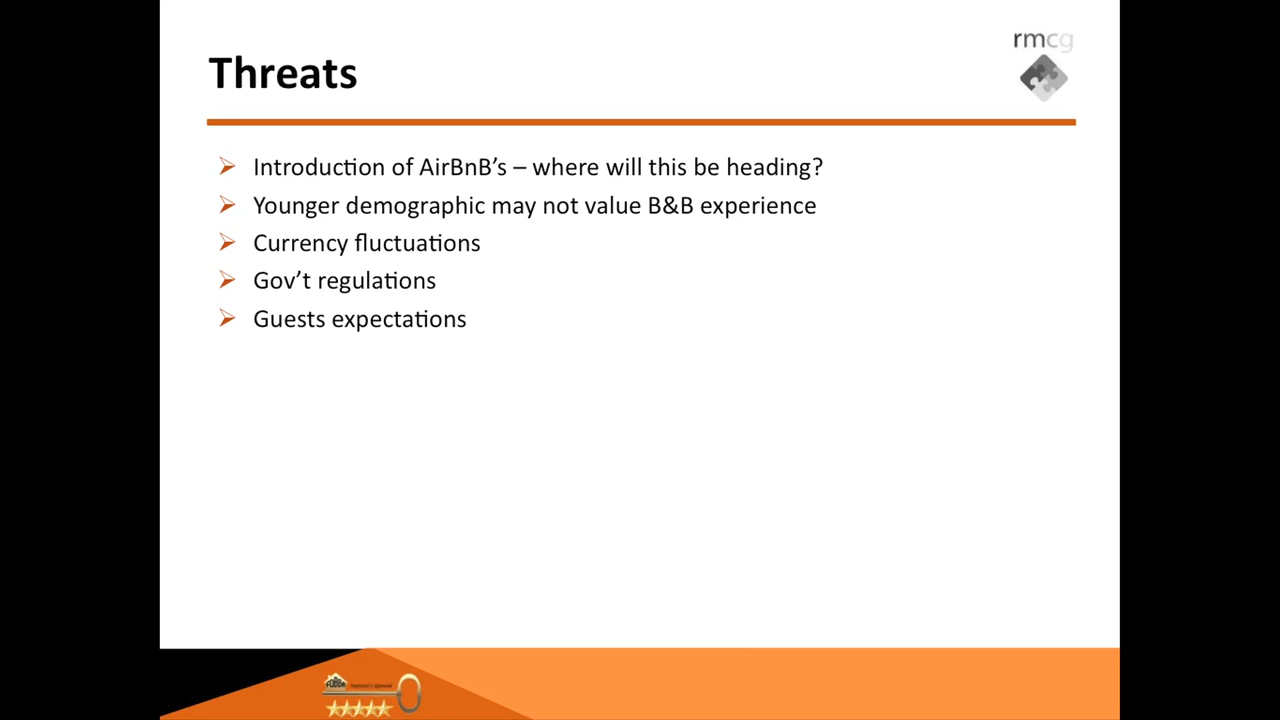 rmcg
Threats
Introduction of AirBnB’s – where will this be heading?
Younger demographic may not value B&B experience
Currency fluctuations
Gov’t regulations
Guests expectations